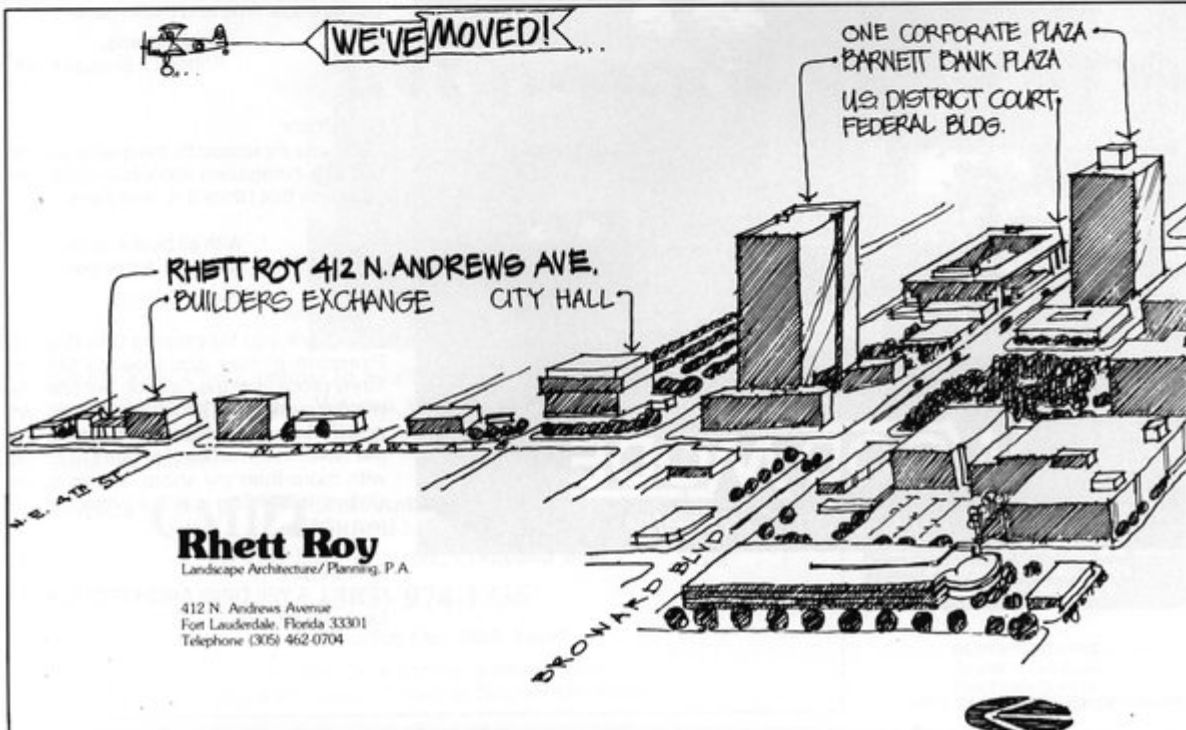 WE'VE MOVED!...
ONE CORPORATE PLAZA
BARNETT BANK PLAZA
U.S. DISTRICT COURT
FEDERAL BLDG.
RHETT ROY 412 N. ANDREWS AVE.
BUILDERS EXCHANGE
CITY HALL
N. ANDREWS A
N.E. 4TH ST.
BROWARD BLVD
Rhett Roy
Landscape Architecture/ Planning, P.A.
412 N. Andrews Avenue
Fort Lauderdale, Florida 33301
Telephone (305) 462-0704